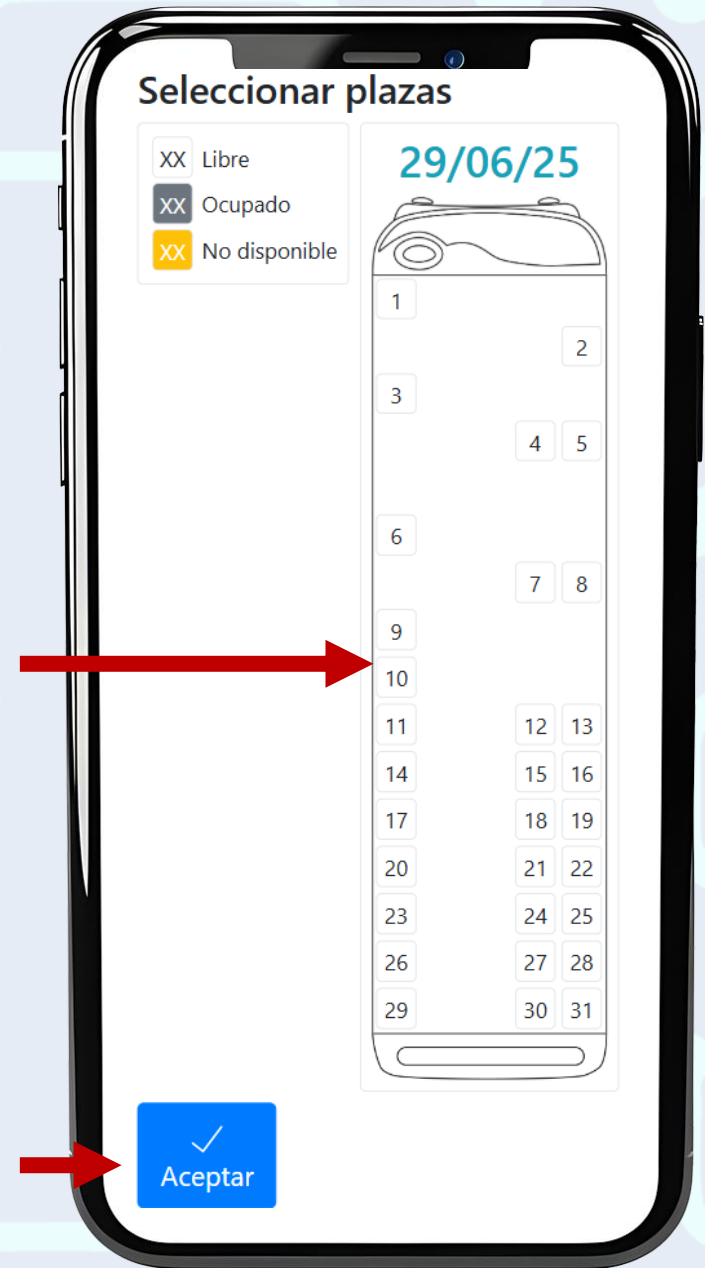 Seleccionar plazas
XX Libre
XX Ocupado
XX No disponible
29/06/25
1
2
3
4 5
6
7 8
9
10
11 12 13
14 15 16
17 18 19
20 21 22
23 24 25
26 27 28
29 30 31
Aceptar